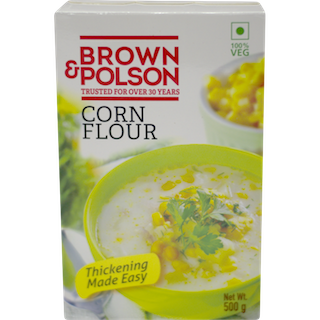 BROWN
& POLSON
TRUSTED FOR OVER 30 YEARS
100%
VEG
CORN
FLOUR
Thickening
Made Easy
Net Wt.
500 g